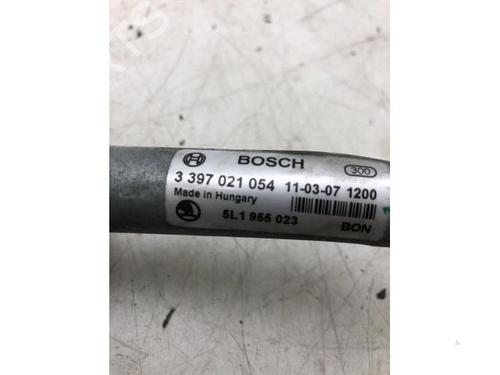 BOSCH 300
3 397 021 054 11-03-07 1200
Made in Hungary
5L1 955 023 BON